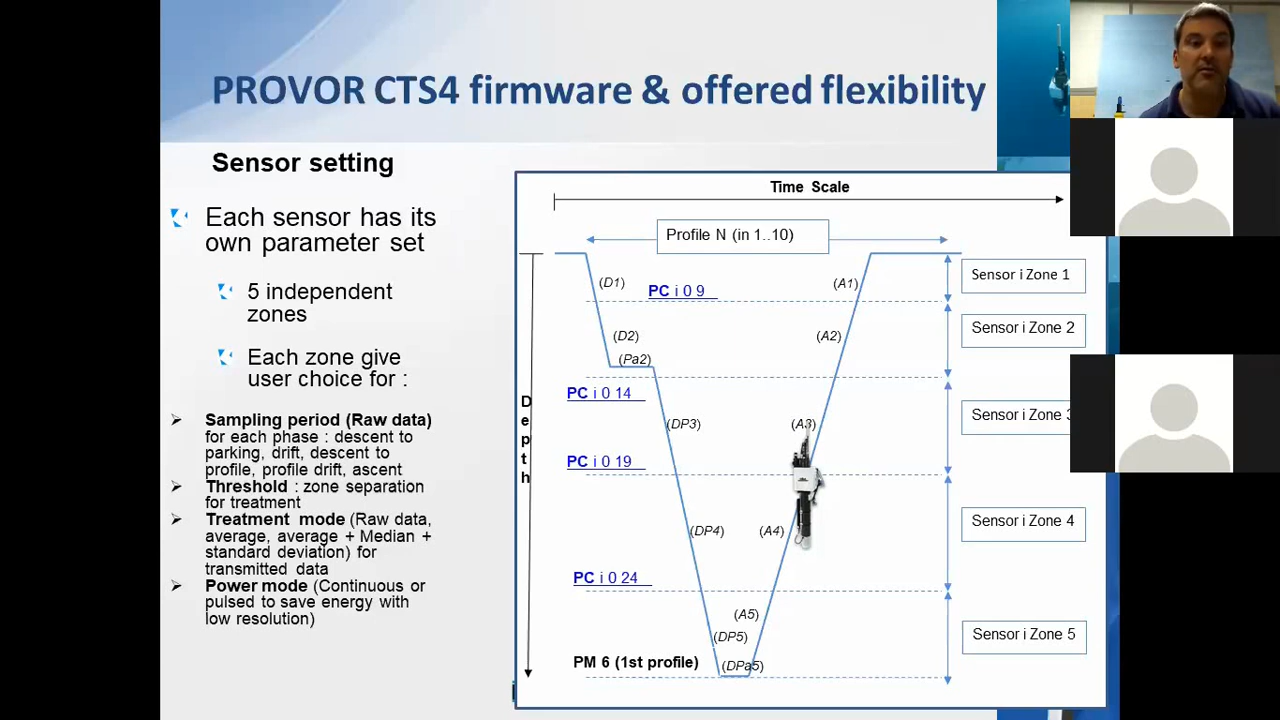 PROVOR CTS4 firmware & offered flexibility
Sensor setting
Each sensor has its
own parameter set
5 independent
zones
Each zone give
user choice for :
Sampling period (Raw data)
for each phase : descent to
parking, drift, descent to
profile, profile drift, ascent
Threshold : zone separation
for treatment
Treatment mode (Raw data,
average, average + Median +
standard deviation) for
transmitted data
Power mode (Continuous or
pulsed to save energy with
low resolution)
Time Scale
Profile N (in 1..10)
Depth
(D1)
PC i 0 9
(A1)
Sensor i Zone 1
(D2)
(A2)
Sensor i Zone 2
(Pa2)
PC i 0 14
(DP3)
(A3)
Sensor i Zone 3
PC i 0 19
(DP4)
(A4)
Sensor i Zone 4
PC i 0 24
(A5)
(DP5)
Sensor i Zone 5
PM 6 (1st profile)
(DPa5)